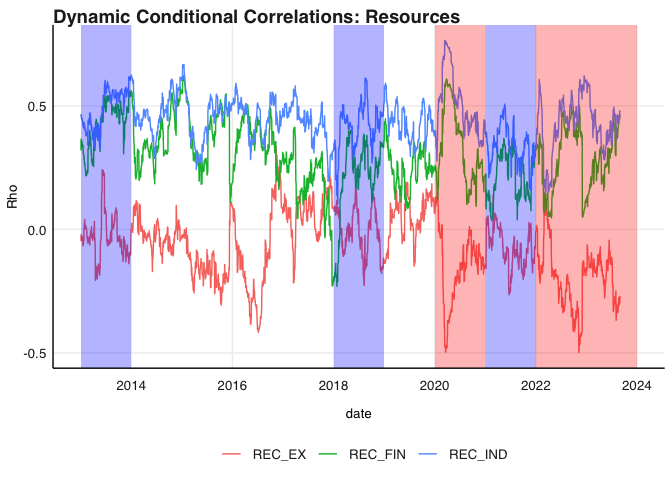 Dynamic Conditional Correlations: Resources
Rho
0.5
0.0
-0.5
2014 2016 2018 2020 2022 2024
date
REC_EX REC_FIN REC_IND